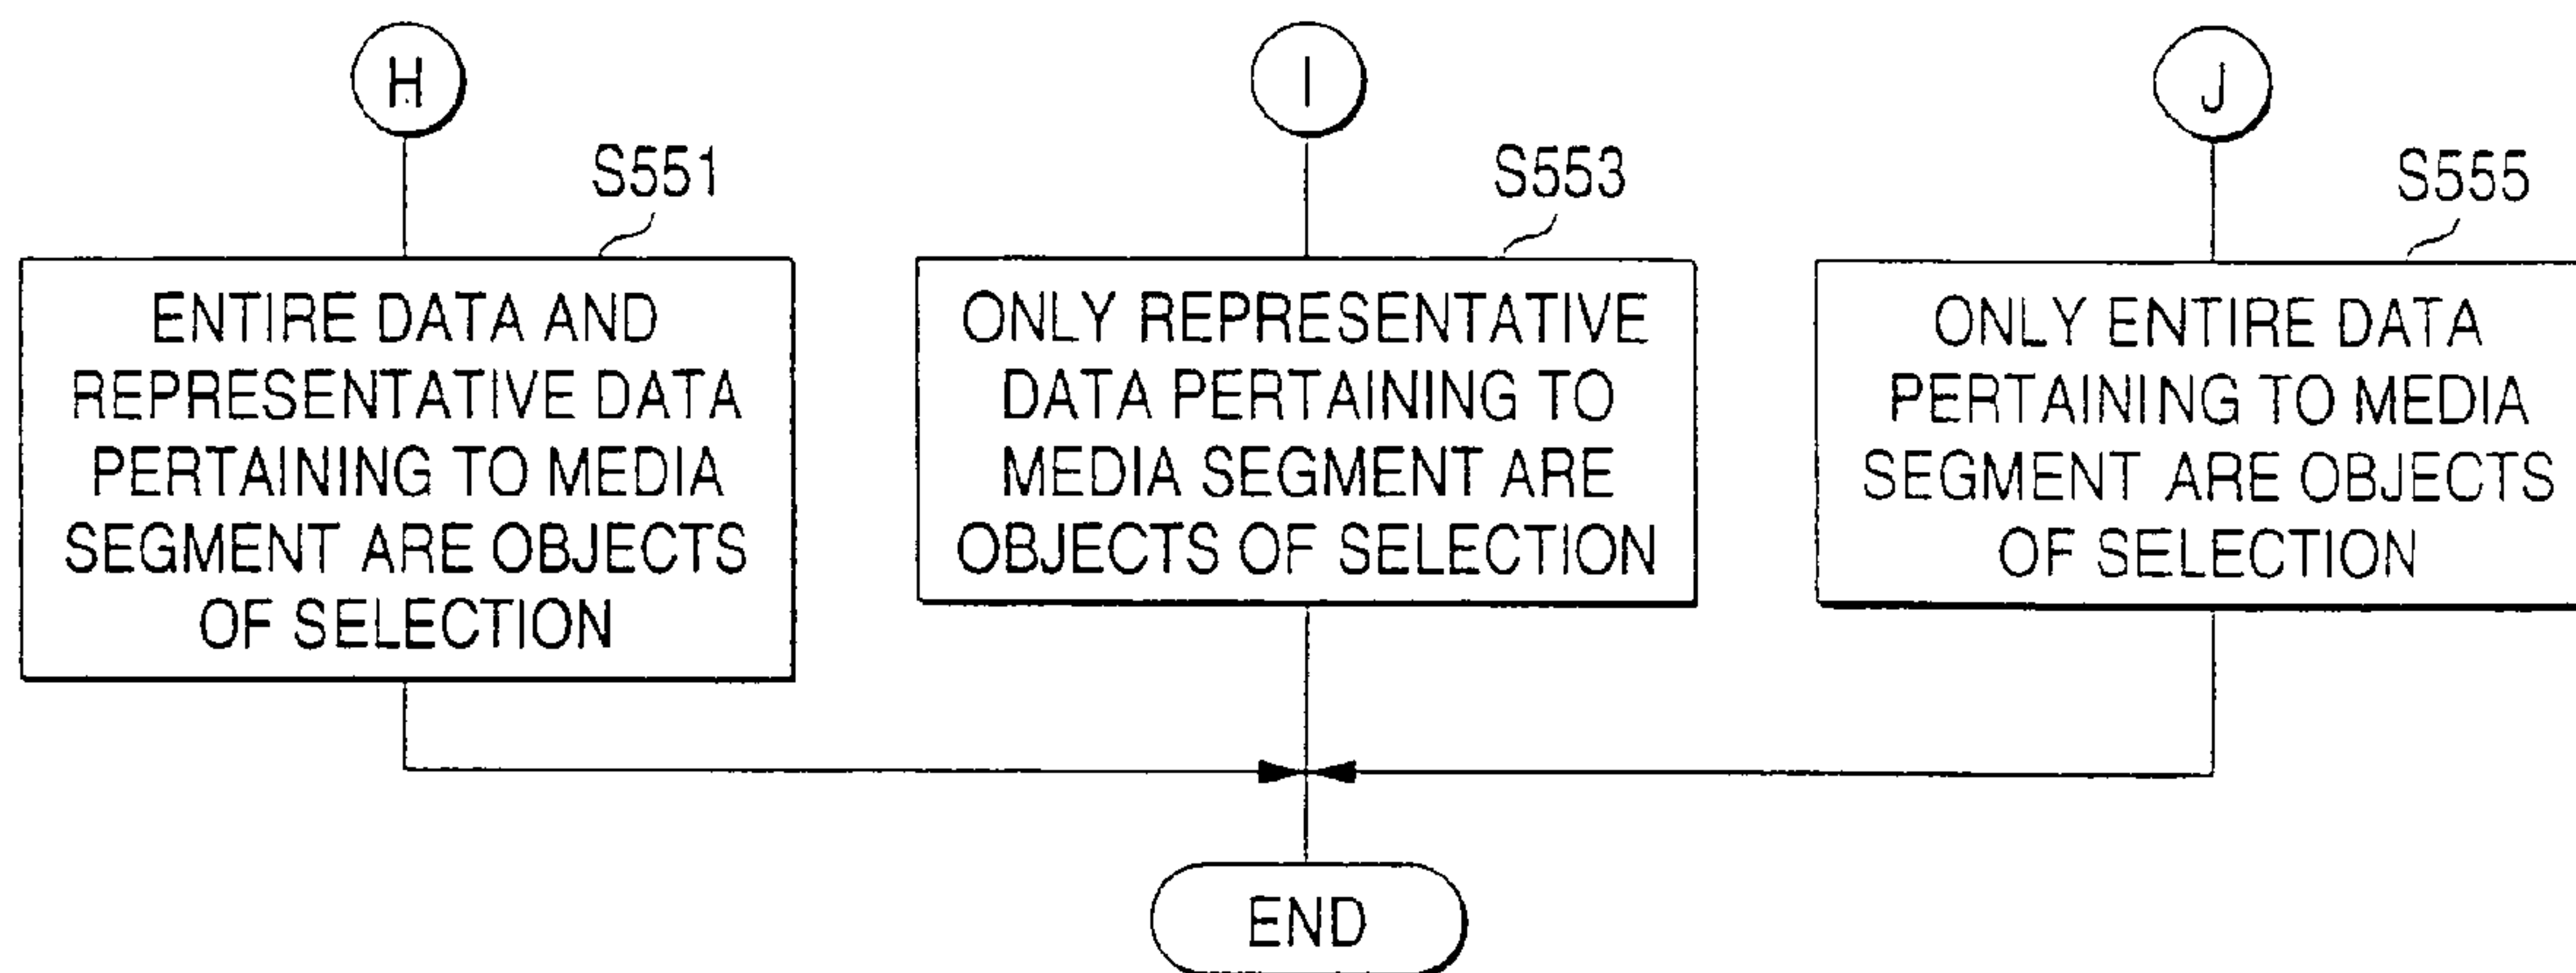 H
S551
ENTIRE DATA AND
REPRESENTATIVE DATA
PERTAINING TO MEDIA
SEGMENT ARE OBJECTS
OF SELECTION
I
S553
ONLY REPRESENTATIVE
DATA PERTAINING TO
MEDIA SEGMENT ARE
OBJECTS OF SELECTION
J
S555
ONLY ENTIRE DATA
PERTAINING TO MEDIA
SEGMENT ARE OBJECTS
OF SELECTION
END